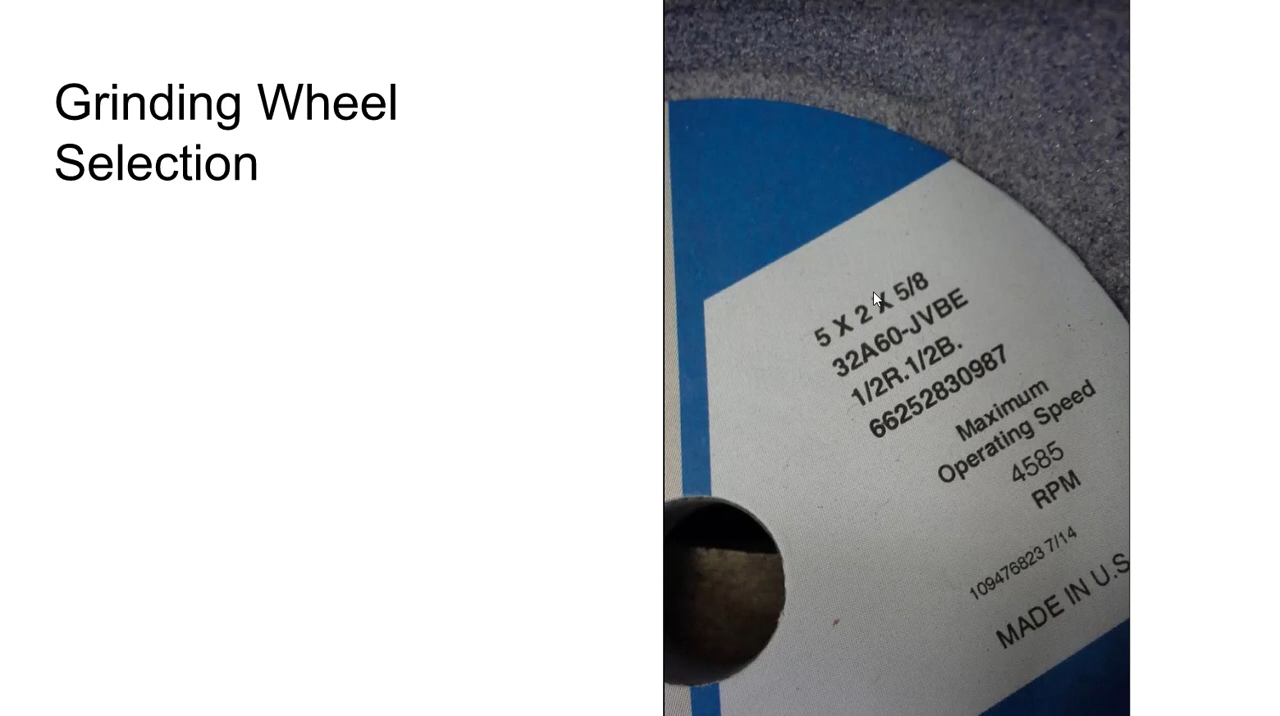 Grinding Wheel
Selection
5 X 2 X 5/8
32A60-JVBE
1/2R.1/2B.
66252830987
Maximum
Operating Speed
4585
RPM
109476823 7/14
MADE IN U.S